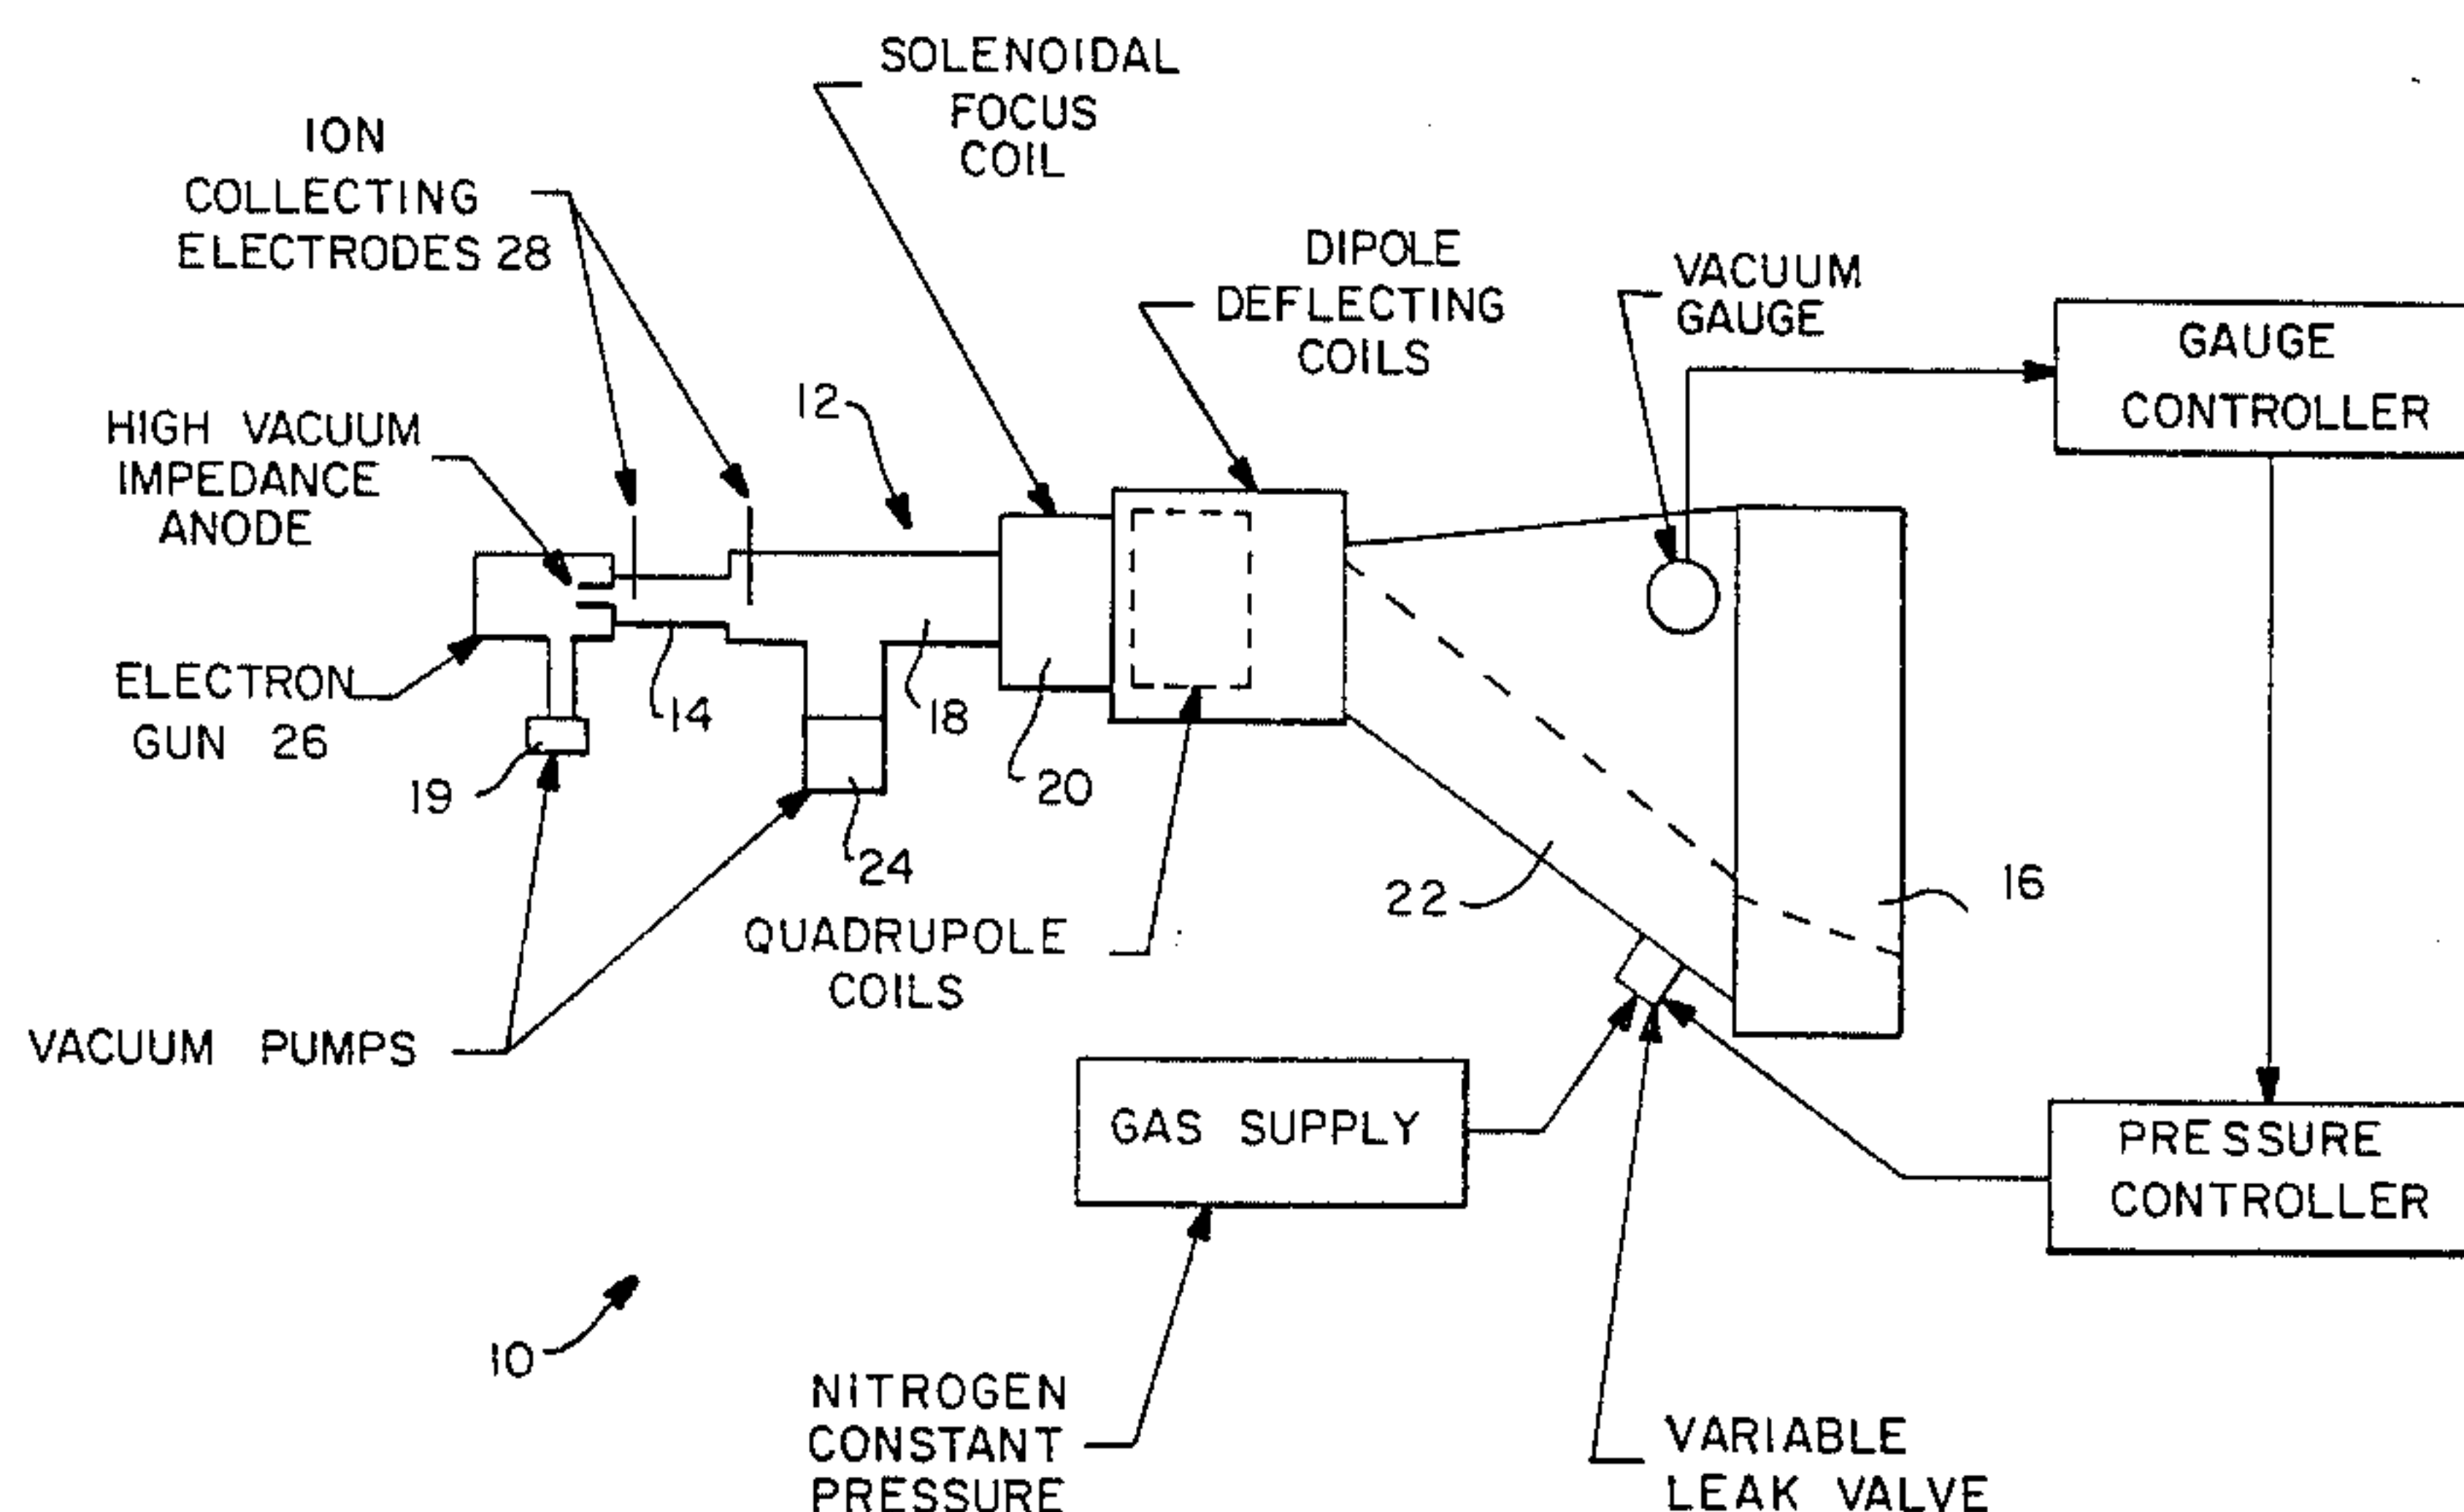 SOLENOIDAL
FOCUS
COIL
ION
COLLECTING
ELECTRODES 28
DIPOLE
DEFLECTING
COILS
VACUUM
GAUGE
GAUGE
CONTROLLER
12
HIGH VACUUM
IMPEDANCE
ANODE
ELECTRON
GUN 26
14
18
19
20
24
22
16
QUADRUPOLE
COILS
VACUUM PUMPS
GAS SUPPLY
PRESSURE
CONTROLLER
10
NITROGEN
CONSTANT
PRESSURE
VARIABLE
LEAK VALVE